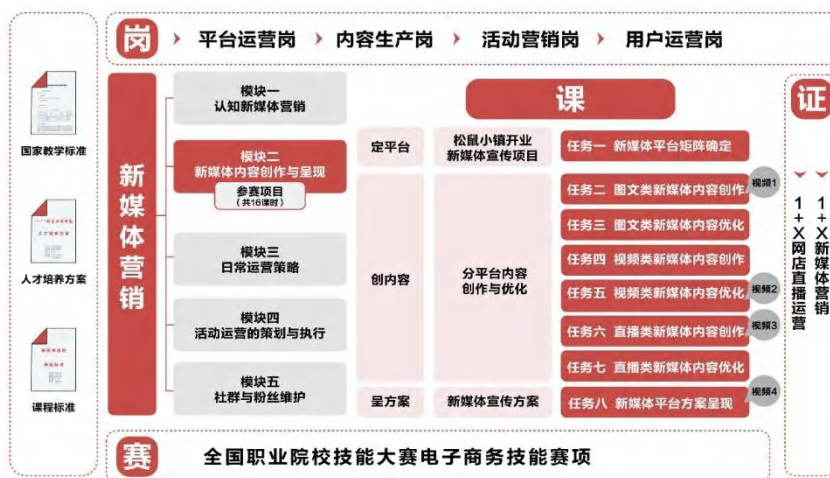 岗
平台运营岗
内容生产岗
活动营销岗
用户运营岗
国家教学标准
人才培养方案
课程标准
新媒体营销
模块一
认知新媒体营销
模块二
新媒体内容创作与呈现
参赛项目
(共16课时)
模块三
日常运营策略
模块四
活动运营的策划与执行
模块五
社群与粉丝维护
课
定平台
松鼠小镇开业
新媒体宣传项目
任务一 新媒体平台矩阵确定
创内容
分平台内容
创作与优化
任务二 图文类新媒体内容创作
视频1
任务三 图文类新媒体内容优化
任务四 视频类新媒体内容创作
任务五 视频类新媒体内容优化
视频2
任务六 直播类新媒体内容创作
视频3
任务七 直播类新媒体内容优化
呈方案
新媒体宣传方案
任务八 新媒体平台方案呈现
视频4
证
1+X网店直播运营
1+X新媒体营销
赛
全国职业院校技能大赛电子商务技能赛项